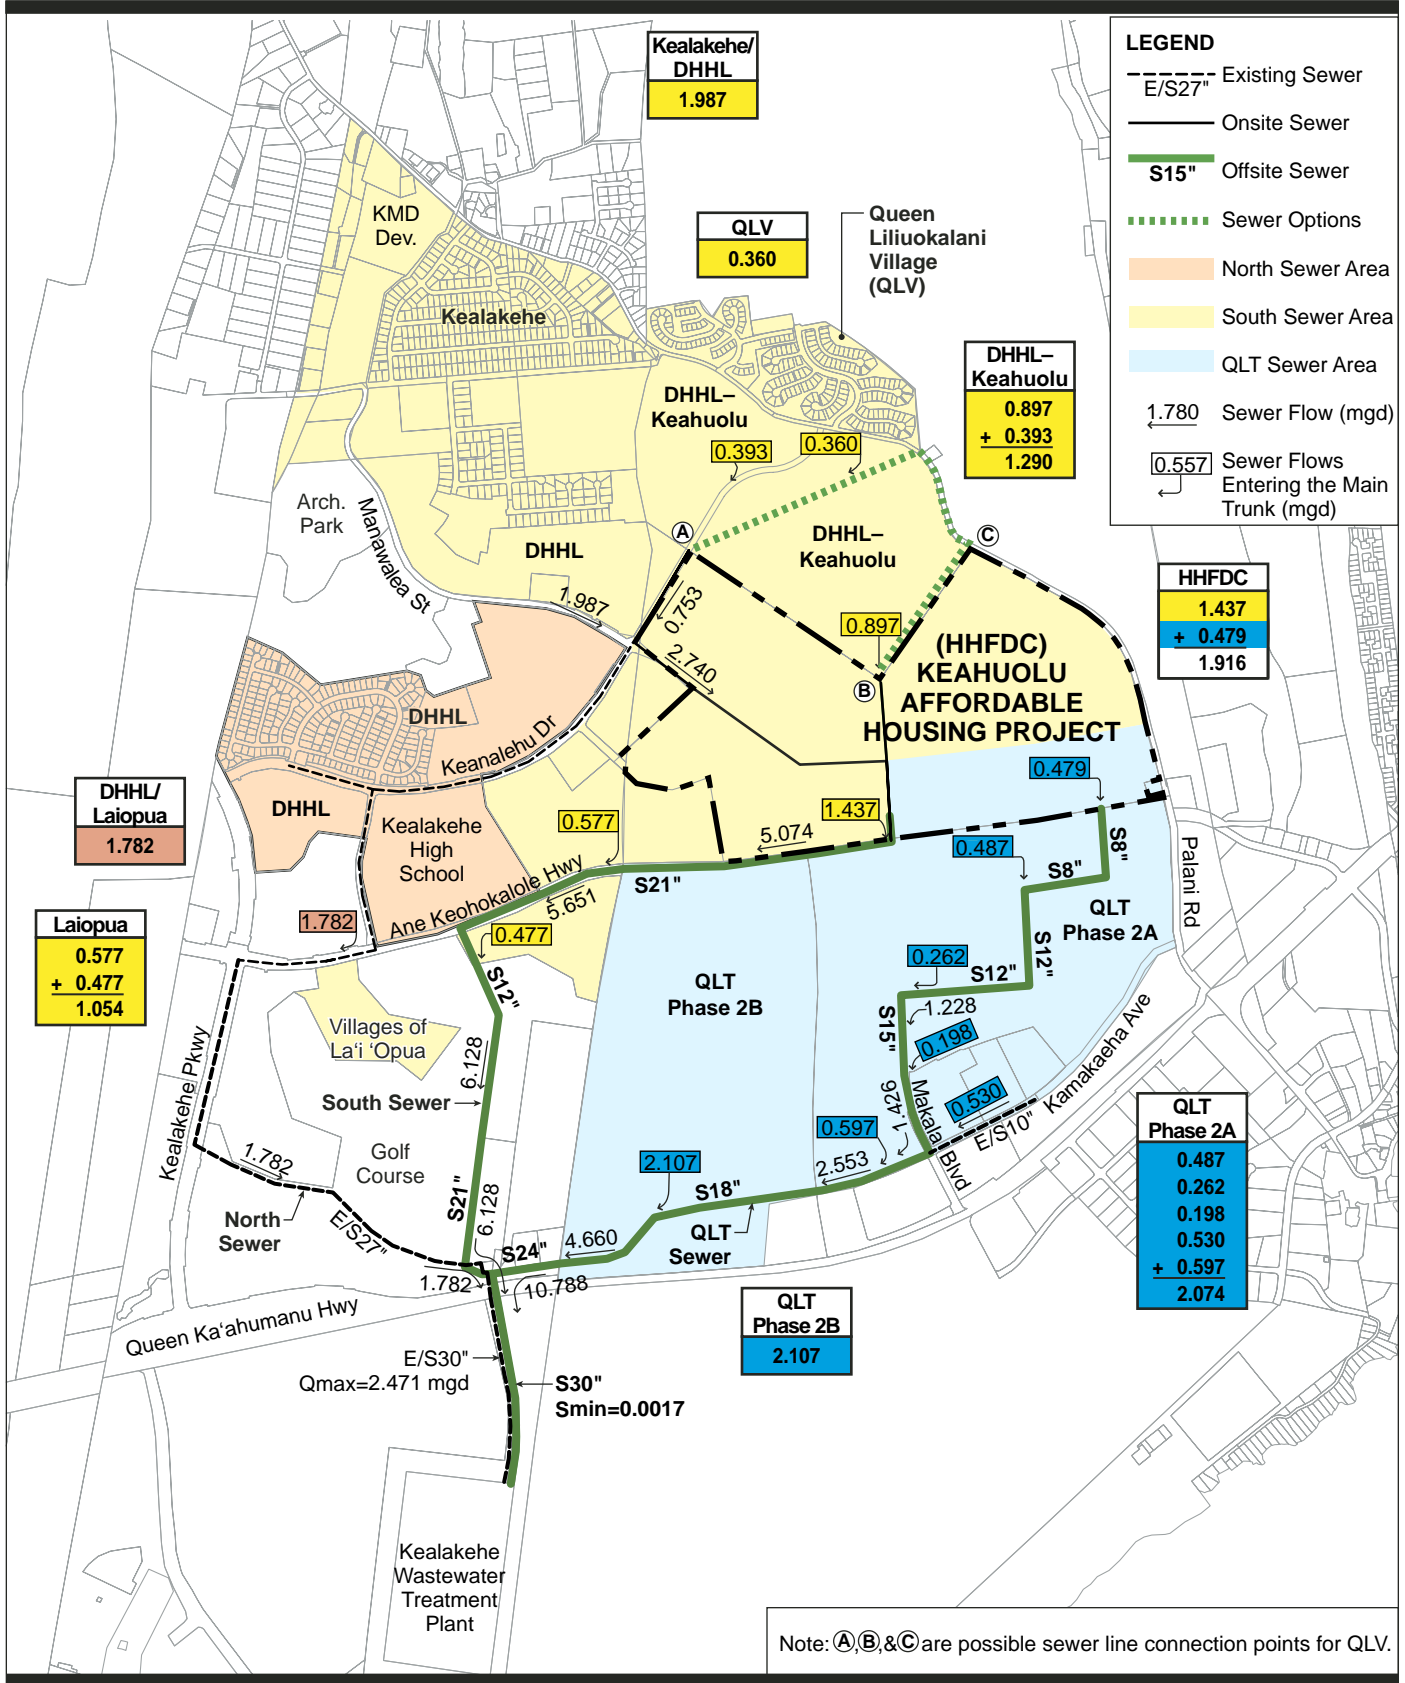 Kealakehe/
DHHL
1.987
LEGEND
Existing Sewer
E/S27"
Onsite Sewer
S15"
Offsite Sewer
Sewer Options
North Sewer Area
South Sewer Area
QLT Sewer Area
1.780
Sewer Flow (mgd)
0.557
Sewer Flows
Entering the Main
Trunk (mgd)
KMD
Dev.
QLV
0.360
Queen
Liliuokalani
Village
(QLV)
Kealakehe
DHHL–
Keahuolu
0.897
+ 0.393
1.290
DHHL–
Keahuolu
0.393
0.360
Arch.
Park
Manawalea St
DHHL
A
DHHL–
Keahuolu
C
HHFDC
1.437
+ 0.479
1.916
1.987
0.753
2.740
0.897
B
(HHFDC)
KEAHUOLU
AFFORDABLE
HOUSING PROJECT
DHHL
Keanalehu Dr
0.479
DHHL/
Laiopua
1.782
DHHL
Kealakehe
High
School
0.577
1.437
5.074
0.487
S8"
S8"
Palani Rd
Ane Keohokalole Hwy
S21"
5.651
QLT
Phase 2A
Laiopua
0.577
+ 0.477
1.054
1.782
0.477
S12"
QLT
Phase 2B
0.262
S12"
S12"
1.228
S15"
0.198
Villages of
La‘i ‘Opua
Kealakehe Pkwy
6.128
South Sewer
1.426
Makala
Blvd
0.530
E/S10"
Kamakaeha Ave
0.597
2.553
QLT
Phase 2A
0.487
0.262
0.198
0.530
+ 0.597
2.074
Golf
Course
1.782
2.107
S18"
S21"
6.128
North
Sewer
E/S27"
QLT
Sewer
S24"
4.660
1.782
10.788
Queen Ka‘ahumanu Hwy
QLT
Phase 2B
2.107
E/S30"
Qmax=2.471 mgd
S30"
Smin=0.0017
Kealakehe
Wastewater
Treatment
Plant
Note: A,B,&C are possible sewer line connection points for QLV.